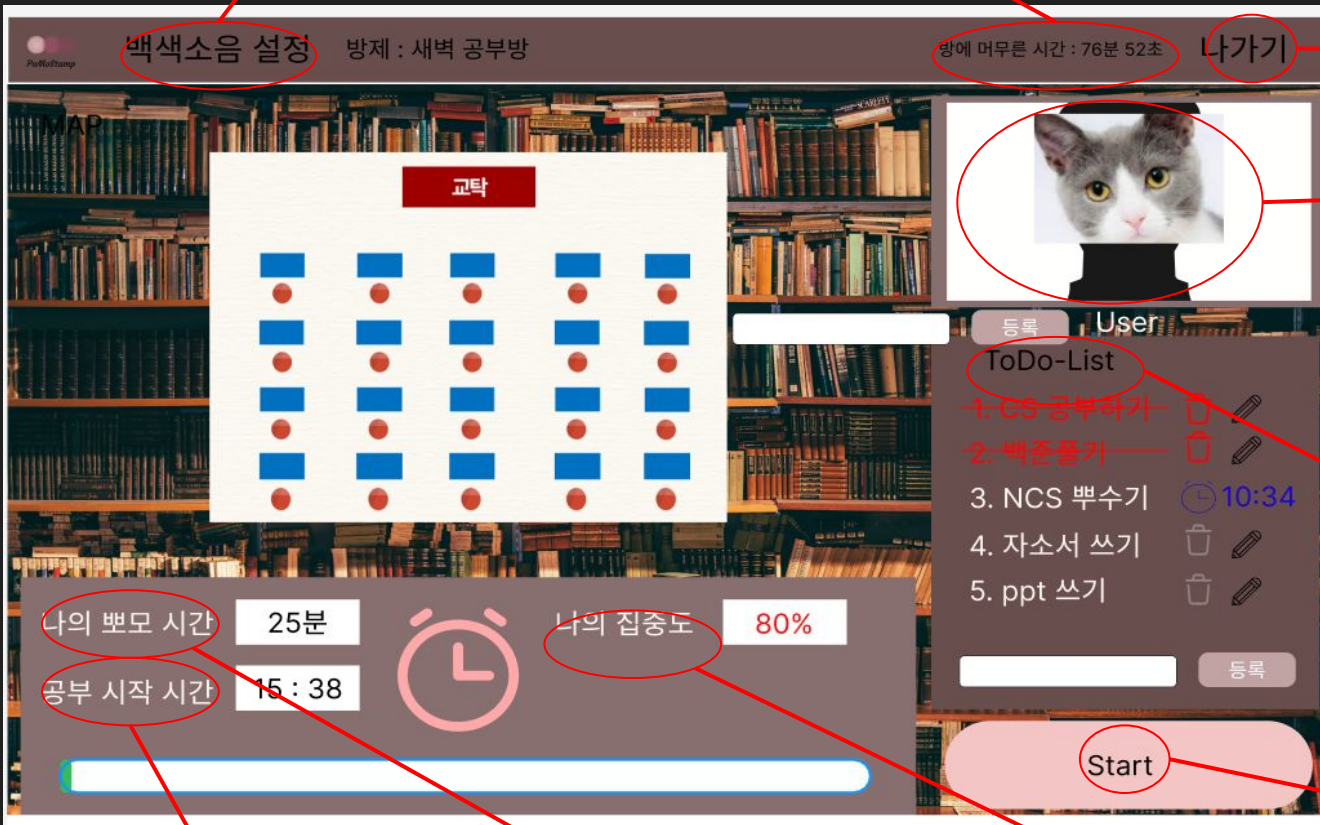 PoMoStamp
백색소음 설정
방제 : 새벽 공부방
방에 머무른 시간 : 76분 52초
나가기
MAP
교탁
등록
User
ToDo-List
1. CS 공부하기
2. 백준풀기
3. NCS 뿌수기
10:34
4. 자소서 쓰기
5. ppt 쓰기
등록
나의 뽀모 시간
25분
나의 집중도
80%
공부 시작 시간
15 : 38
Start